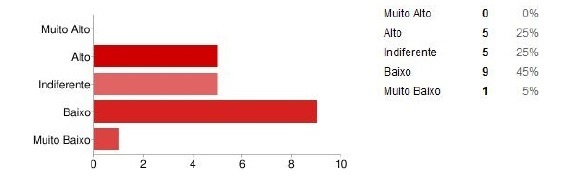 Muito Alto
Alto
Indiferente
Baixo
Muito Baixo
0 2 4 6 8 10
Muito Alto 0 0%
Alto 5 25%
Indiferente 5 25%
Baixo 9 45%
Muito Baixo 1 5%